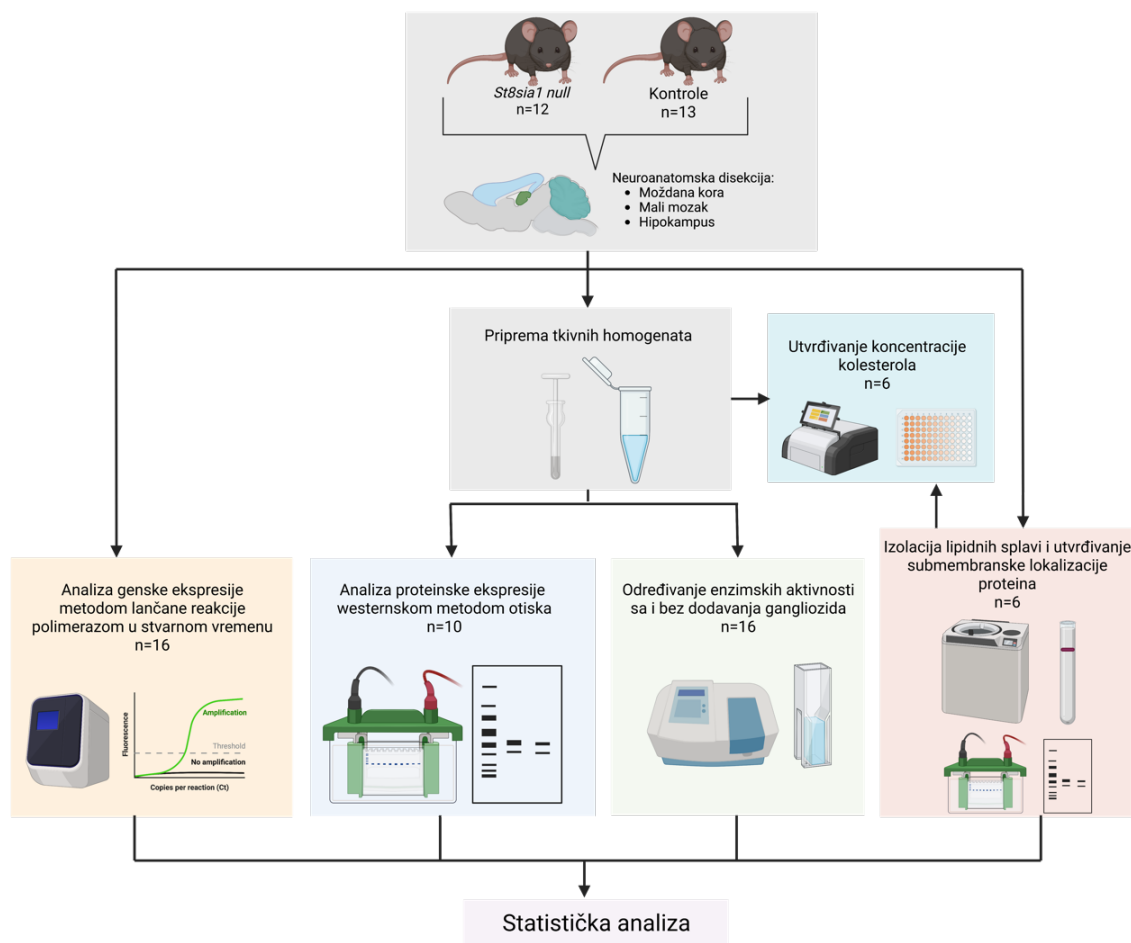 St8sia1 null
n=12
Kontrole
n=13
Neuroanatomska disekcija:
• Moždana kora
• Mali mozak
• Hipokampus
Priprema tkivnih homogenata
Utvrđivanje koncentracije
kolesterola
n=6
Analiza genske ekspresije
metodom lančane reakcije
polimerazom u stvarnom vremenu
n=16
Fluorescence
Amplification
Threshold
No amplification
Copies per reaction (Ct)
Analiza proteinske ekspresije
westernskom metodom otiska
n=10
Određivanje enzimskih aktivnosti
sa i bez dodavanja gangliozida
n=16
Izolacija lipidnih splavi i utvrđivanje
submembranske lokalizacije
proteina
n=6
Statistička analiza